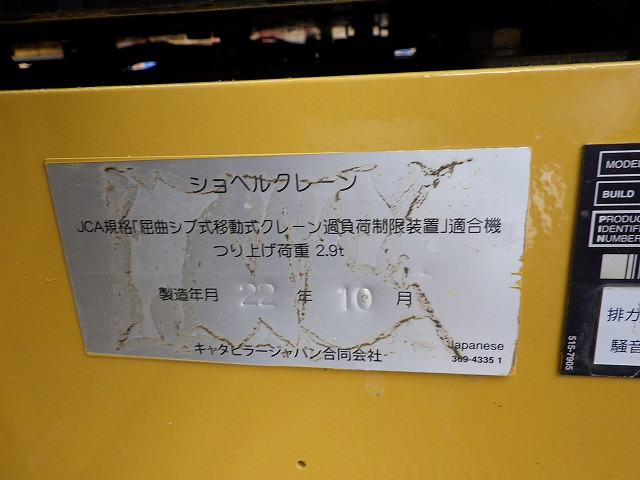 ショベルクレーン
JCA規格「屈曲ジブ式移動式クレーン過負荷制限装置」適合機
つり上げ荷重 2.9t
製造年月 22 年 10 月
キャタピラージャパン合同会社
Japanese
369-4335 1
MODEL
BUILD
PRODUC
IDENTIFI
NUMBER
排ガ
騒音
515-7905